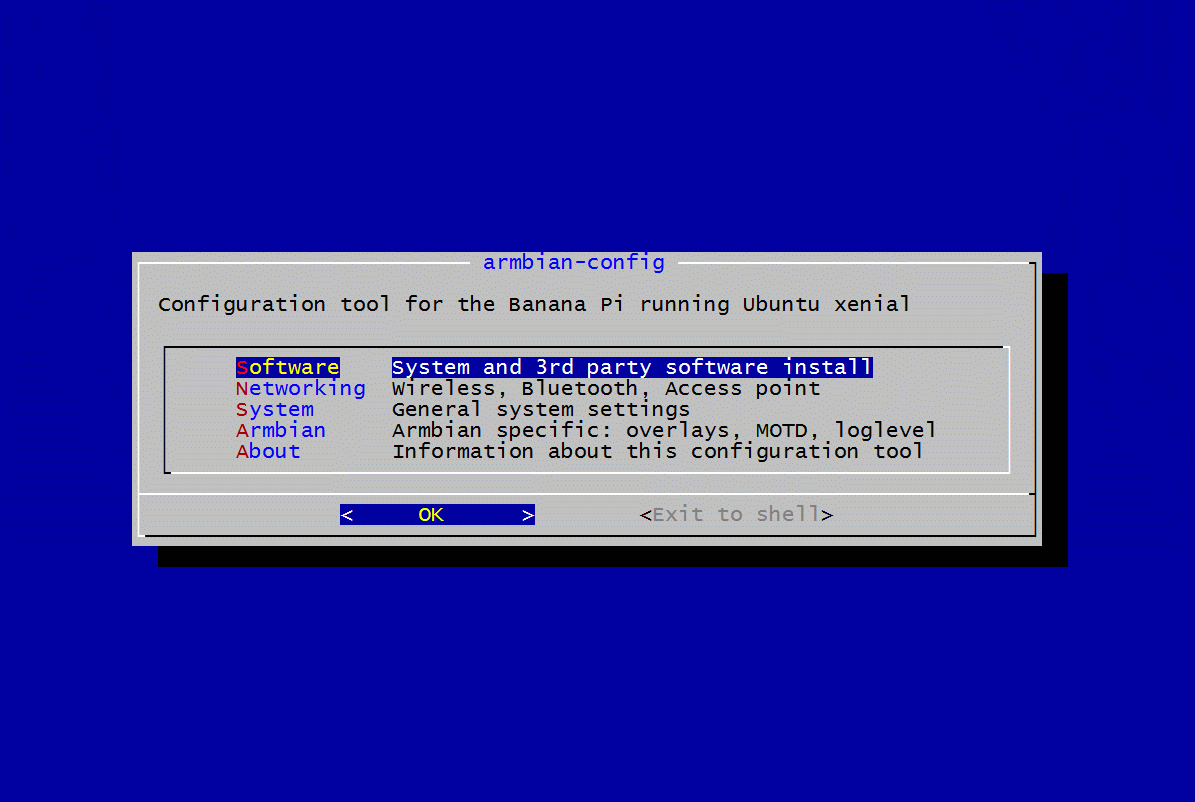 armbian-config
Configuration tool for the Banana Pi running Ubuntu xenial
Software System and 3rd party software install
Networking Wireless, Bluetooth, Access point
System General system settings
Armbian Armbian specific: overlays, MOTD, loglevel
About Information about this configuration tool
< OK > <Exit to shell>